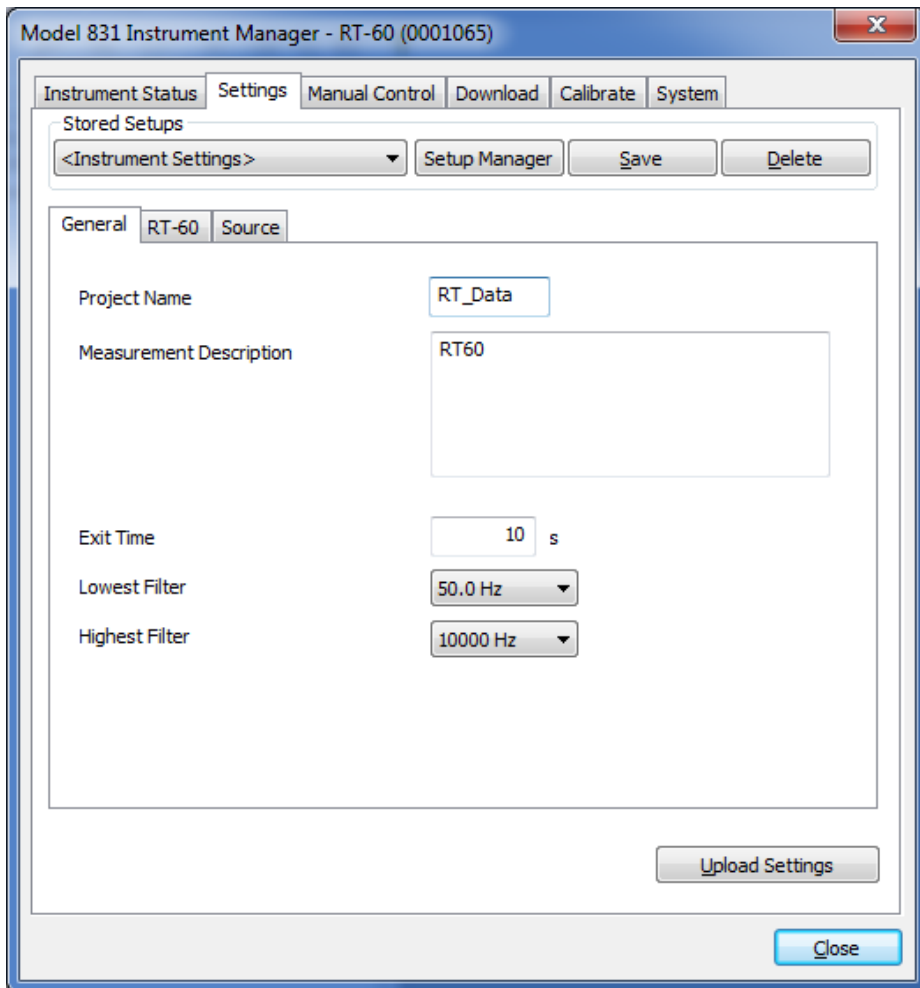 Model 831 Instrument Manager - RT-60 (0001065)
Instrument Status Settings Manual Control Download Calibrate System
Stored Setups
<Instrument Settings> Setup Manager Save Delete
General RT-60 Source
Project Name RT_Data
Measurement Description RT60
Exit Time 10 s
Lowest Filter 50.0 Hz
Highest Filter 10000 Hz
Upload Settings
Close